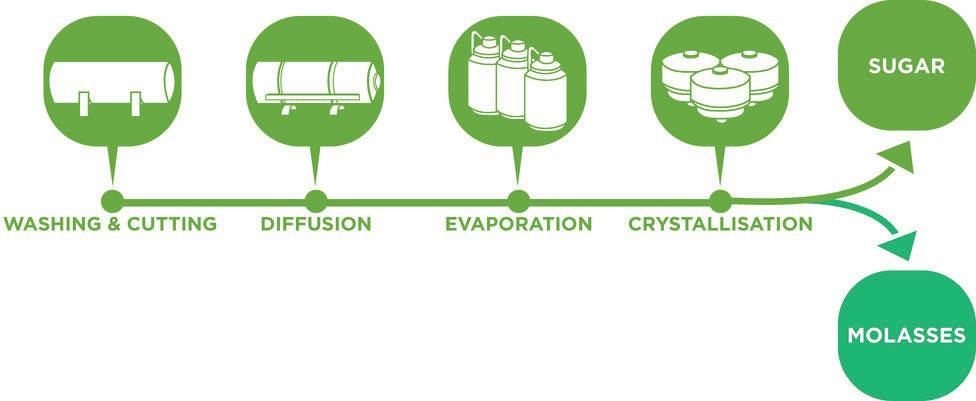 SUGAR
WASHING & CUTTING
DIFFUSION
EVAPORATION
CRYSTALLISATION
MOLASSES